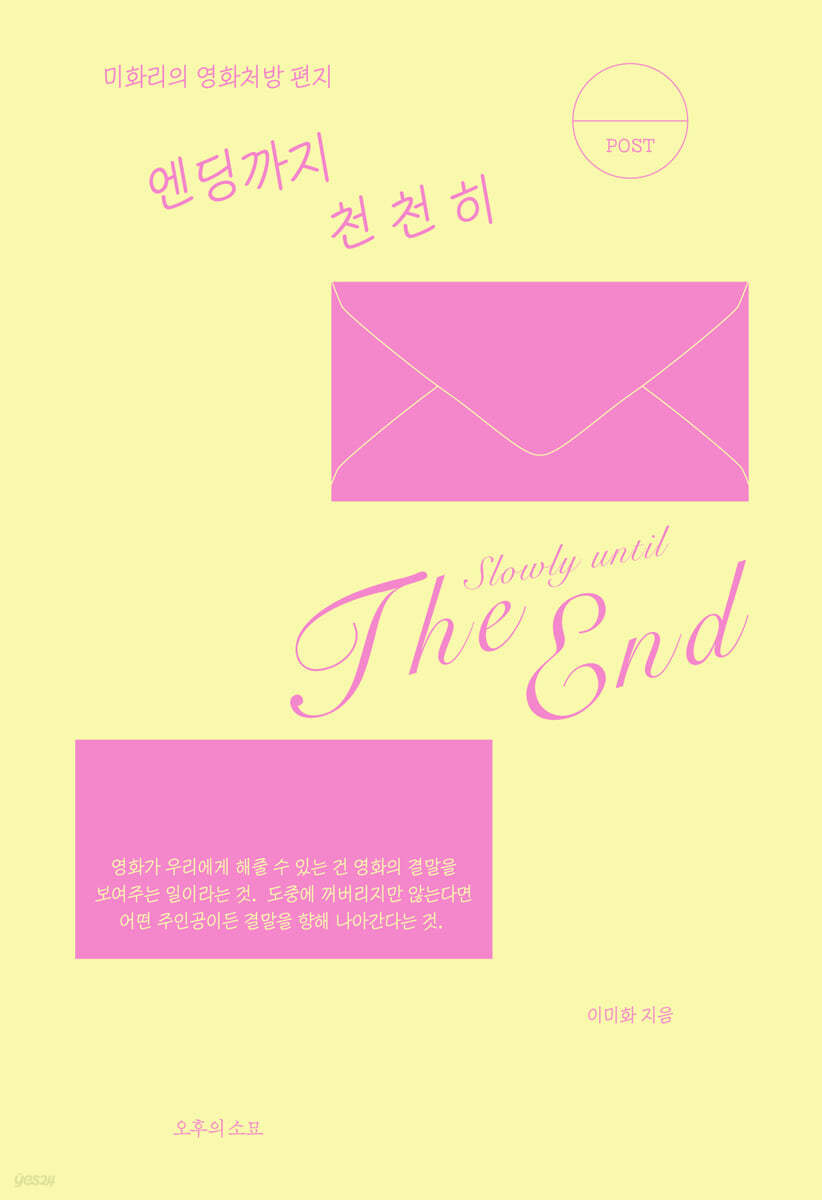 미화리의 영화처방 편지
POST
엔딩까지
천천히
Slowly until
The End
영화가 우리에게 해줄 수 있는 건 영화의 결말을
보여주는 일이라는 것. 도중에 꺼버리지만 않는다면
어떤 주인공이든 결말을 향해 나아간다는 것.
이미화 지음
오후의 소묘
yes24